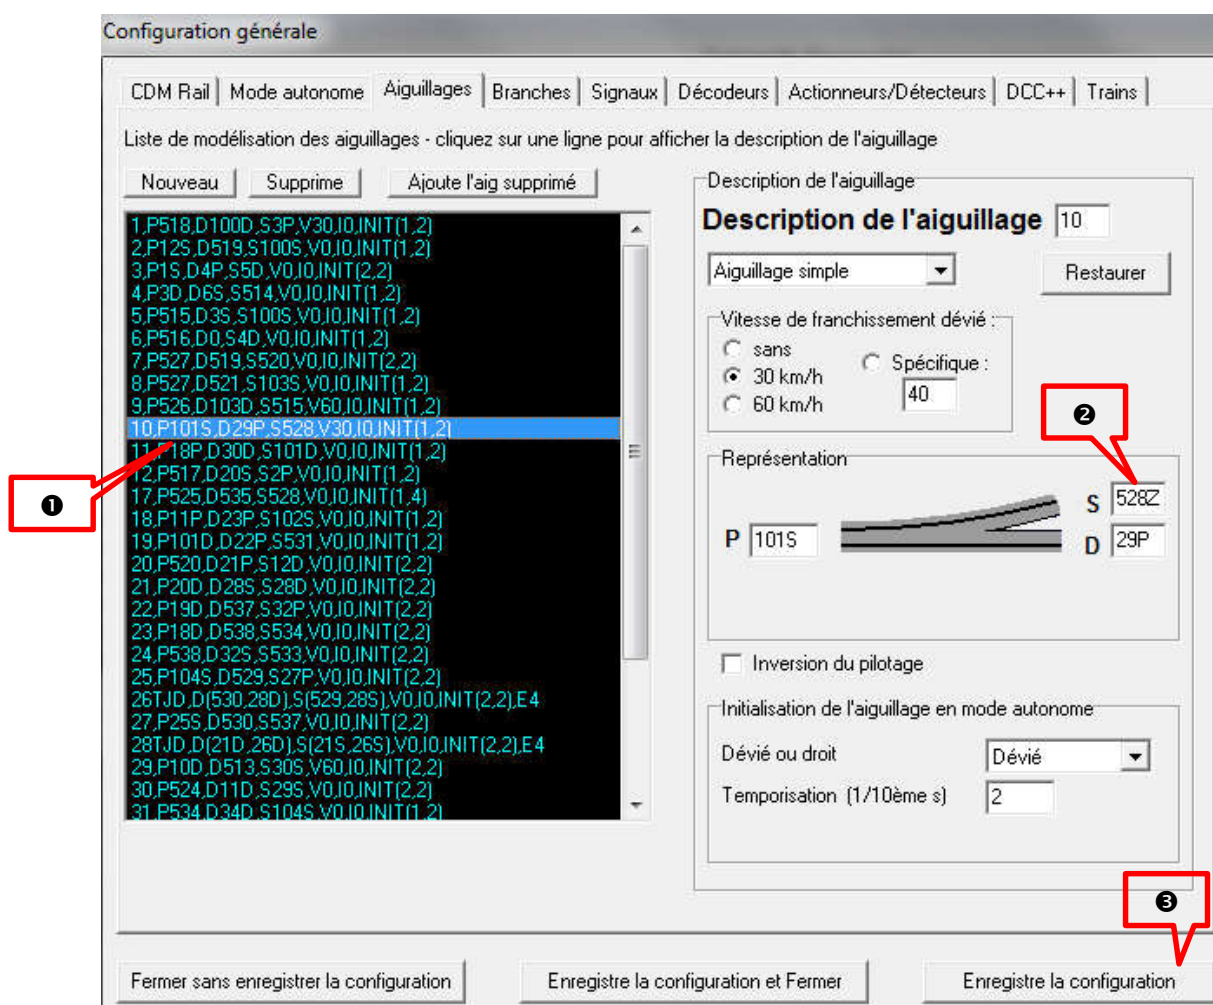 Configuration générale
CDM Rail Mode autonome Aiguillages Branches Signaux Décodeurs Actionneurs/Détecteurs DCC++ Trains
Liste de modélisation des aiguillages - cliquez sur une ligne pour afficher la description de l'aiguillage
Nouveau Supprime Ajoute l'aig supprimé
1,P518,D100D,S3P,V30,I0,INIT(1,2)
2,P12S,D519,S100S,V0,I0,INIT(1,2)
3,P1S,D4P,S5D,V0,I0,INIT(2,2)
4,P3D,D6S,S514,V0,I0,INIT(1,2)
5,P515,D3S,S100S,V0,I0,INIT(1,2)
6,P516,D0,S4D,V0,I0,INIT(1,2)
7,P527,D519,S520,V0,I0,INIT(2,2)
8,P527,D521,S103S,V0,I0,INIT(1,2)
9,P526,D103D,S515,V60,I0,INIT(1,2)
10,P101S,D29P,S528,V30,I0,INIT(1,2)
11,P18P,D30D,S101D,V0,I0,INIT(1,2)
12,P517,D20S,S2P,V0,I0,INIT(1,2)
17,P525,D535,S528,V0,I0,INIT(1,4)
18,P11P,D23P,S102S,V0,I0,INIT(1,2)
19,P101D,D22P,S531,V0,I0,INIT(1,2)
20,P520,D21P,S12D,V0,I0,INIT(2,2)
21,P20D,D28S,S28D,V0,I0,INIT(2,2)
22,P19D,D537,S32P,V0,I0,INIT(2,2)
23,P18D,D538,S534,V0,I0,INIT(2,2)
24,P538,D32S,S533,V0,I0,INIT(2,2)
25,P104S,D529,S27P,V0,I0,INIT(2,2)
26TJD,D(530,28D),S(529,28S),V0,I0,INIT(2,2),E4
27,P25S,D530,S537,V0,I0,INIT(2,2)
28TJD,D(21D,26D),S(21S,26S),V0,I0,INIT(2,2),E4
29,P10D,D513,S30S,V60,I0,INIT(2,2)
30,P524,D11D,S29S,V0,I0,INIT(2,2)
31,P534,D34D,S104S,V0,I0,INIT(1,2)
❶
Description de l'aiguillage
Description de l'aiguillage 10
Aiguillage simple Restaurer
Vitesse de franchissement dévié :
sans
30 km/h
60 km/h
Spécifique :
40
❷
Représentation
S 528Z
P 101S
D 29P
Inversion du pilotage
Initialisation de l'aiguillage en mode autonome
Dévié ou droit Dévié
Temporisation (1/10ème s) 2
❸
Fermer sans enregistrer la configuration Enregistre la configuration et Fermer Enregistre la configuration